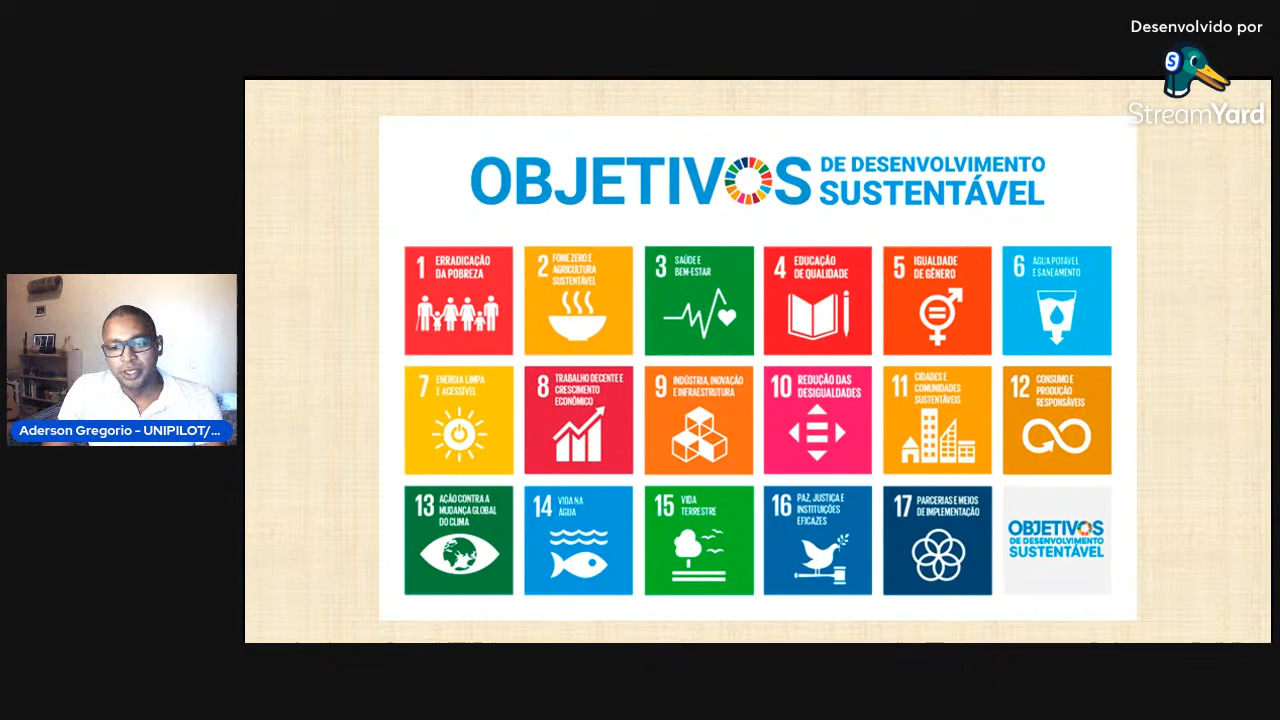 Desenvolvido por
StreamYard
OBJETIVOS
DE DESENVOLVIMENTO
SUSTENTÁVEL
1 ERRADICAÇÃO
DA POBREZA
2 FOME ZERO E
AGRICULTURA
SUSTENTÁVEL
3 SAÚDE E
BEM-ESTAR
4 EDUCAÇÃO
DE QUALIDADE
5 IGUALDADE
DE GÊNERO
6 ÁGUA POTÁVEL
E SANEAMENTO
7 ENERGIA LIMPA
E ACESSÍVEL
8 TRABALHO DECENTE E
CRESCIMENTO
ECONÔMICO
9 INDÚSTRIA, INOVAÇÃO
E INFRAESTRUTURA
10 REDUÇÃO DAS
DESIGUALDADES
11 CIDADES E
COMUNIDADES
SUSTENTÁVEIS
12 CONSUMO E
PRODUÇÃO
RESPONSÁVEIS
13 AÇÃO CONTRA A
MUDANÇA GLOBAL
DO CLIMA
14 VIDA NA
ÁGUA
15 VIDA
TERRESTRE
16 PAZ, JUSTIÇA E
INSTITUIÇÕES
EFICAZES
17 PARCERIAS E MEIOS
DE IMPLEMENTAÇÃO
OBJETIVOS
DE DESENVOLVIMENTO
SUSTENTÁVEL
Aderson Gregorio - UNIPILOT/...